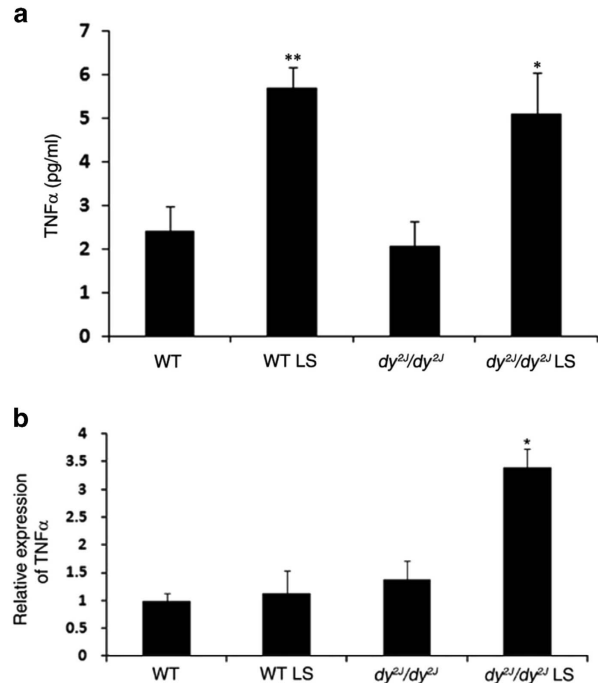 a
TNFα (pg/ml)
7
6
5
4
3
2
1
0
**
*
WT
WT LS
dy²ᴶ/dy²ᴶ
dy²ᴶ/dy²ᴶ LS
b
Relative expression
of TNFα
4
3.5
3
2.5
2
1.5
1
0.5
0
*
WT
WT LS
dy²ᴶ/dy²ᴶ
dy²ᴶ/dy²ᴶ LS